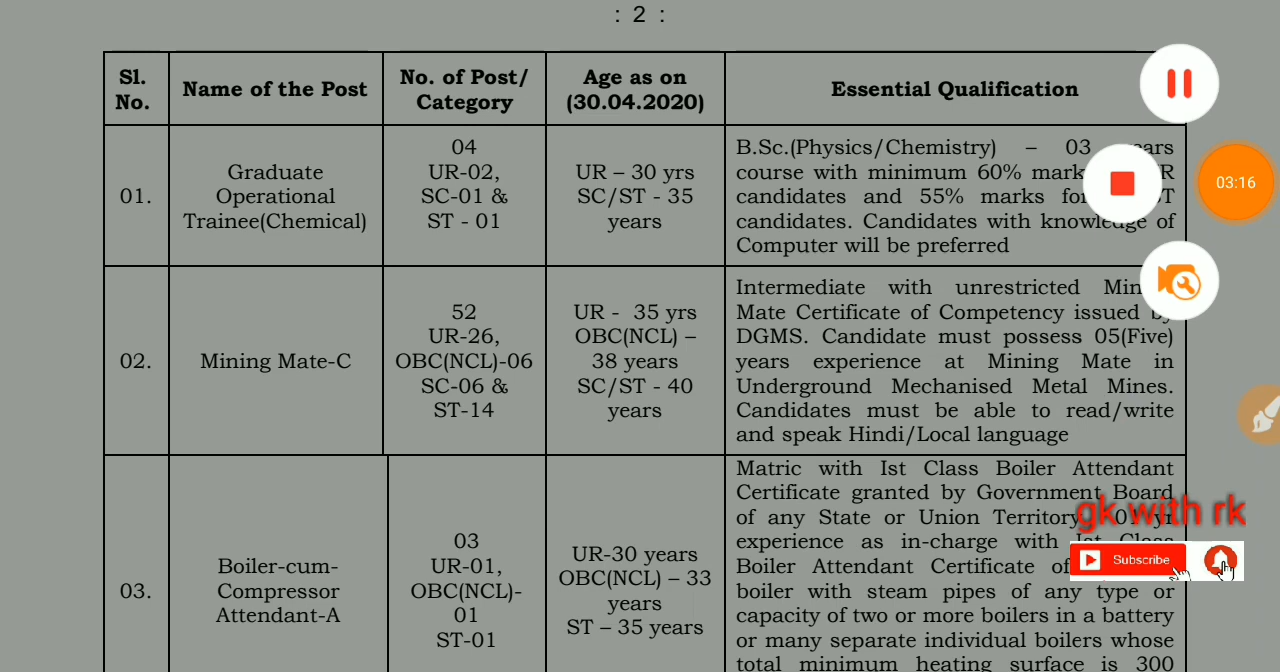 : 2 :
Sl. No.
Name of the Post
No. of Post/ Category
Age as on (30.04.2020)
Essential Qualification
01.
Graduate
Operational
Trainee(Chemical)
04
UR-02,
SC-01 &
ST - 01
UR – 30 yrs
SC/ST - 35
years
B.Sc.(Physics/Chemistry) – 03
course with minimum 60%
candidates and 55% marks for
candidates. Candidates with knowledge of
Computer will be preferred
02.
Mining Mate-C
52
UR-26,
OBC(NCL)-06
SC-06 &
ST-14
UR - 35 yrs
OBC(NCL) –
38 years
SC/ST - 40
years
Intermediate with unrestricted
Mate Certificate of Competency issued by
DGMS. Candidate must possess 05(Five)
years experience at Mining Mate in
Underground Mechanised Metal Mines.
Candidates must be able to read/write
and speak Hindi/Local language
03.
Boiler-cum-
Compressor
Attendant-A
03
UR-01,
OBC(NCL)-
01
ST-01
UR-30 years
OBC(NCL) – 33
years
ST – 35 years
Matric with Ist Class Boiler Attendant
Certificate granted by Government Board
of any State or Union Territory
experience as in-charge with Ist Class
Boiler Attendant Certificate of
boiler with steam pipes of any type or
capacity of two or more boilers in a battery
or many separate individual boilers whose
total minimum heating surface is 300
03:16
gk with rk
Subscribe